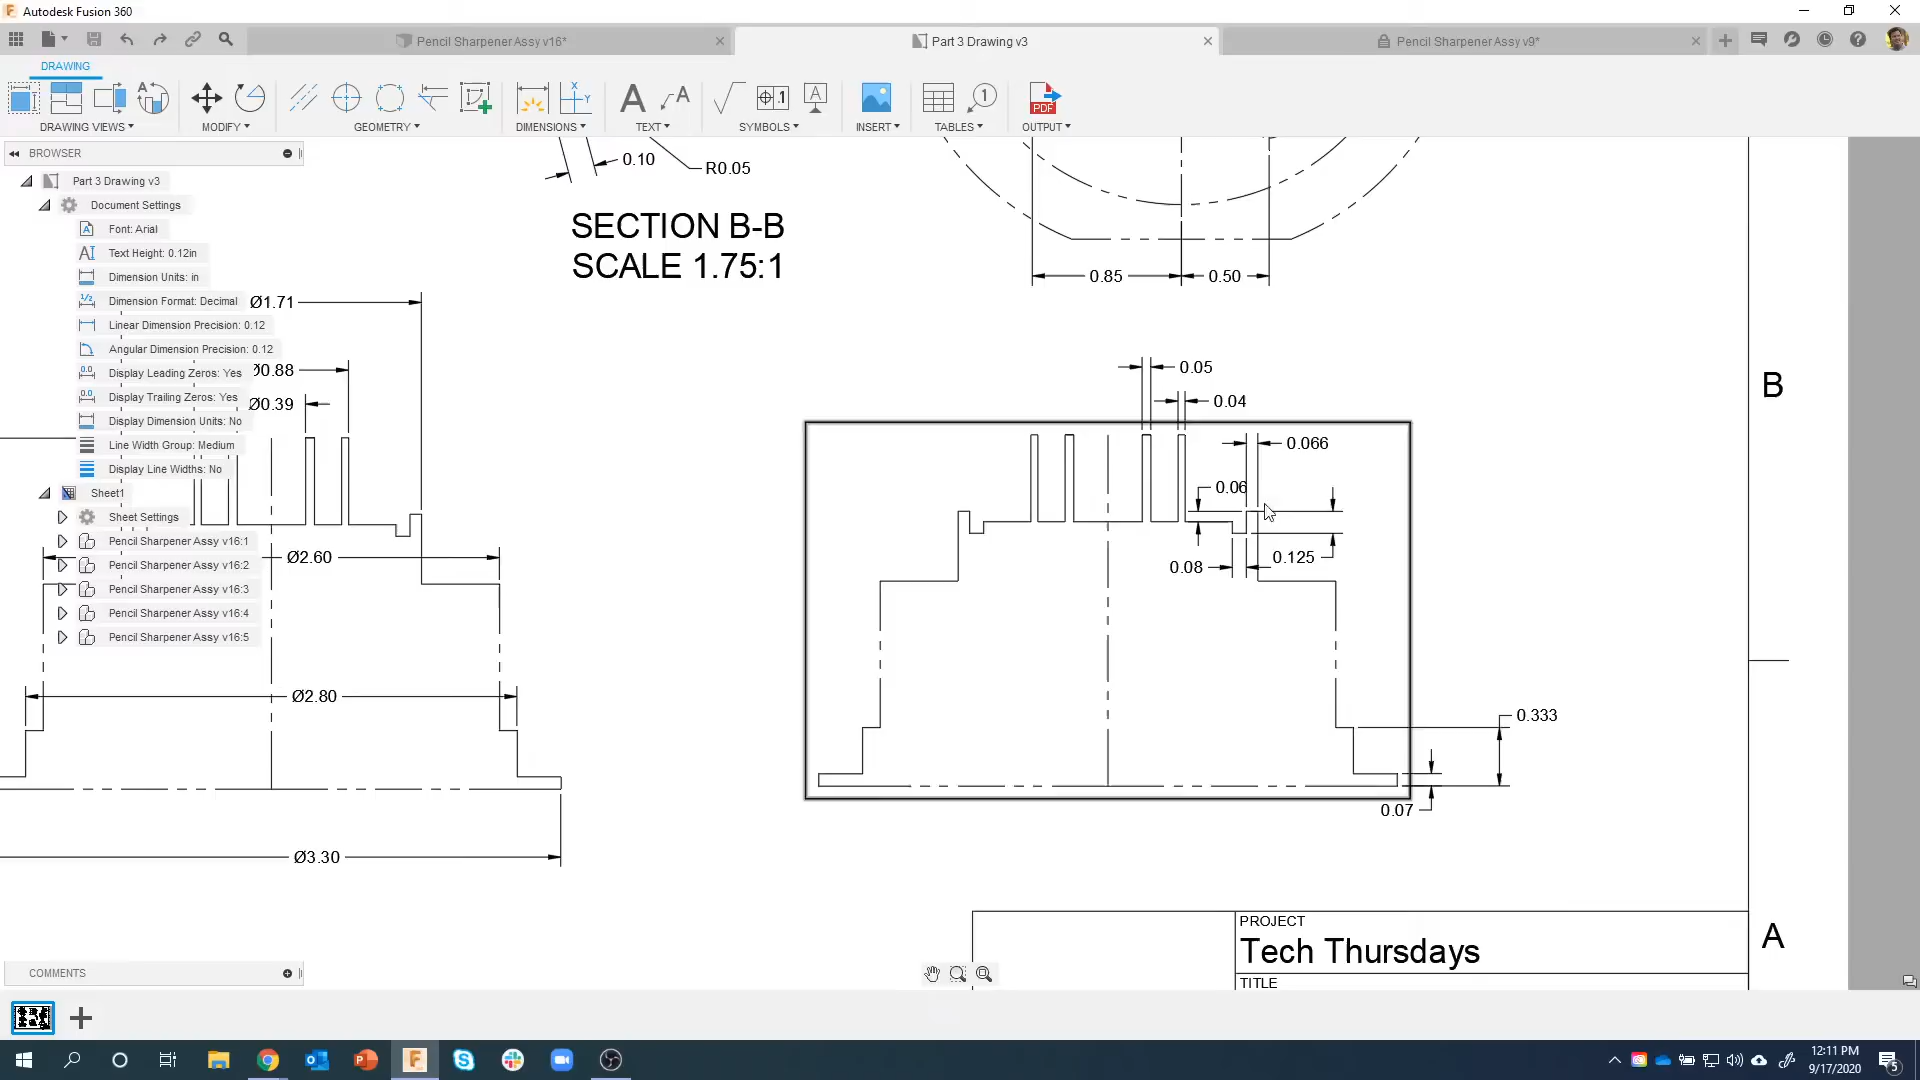 Autodesk Fusion 360
Pencil Sharpener Assy v16*
Part 3 Drawing v3
Pencil Sharpener Assy v9*
DRAWING
DRAWING VIEWS
MODIFY
GEOMETRY
DIMENSIONS
TEXT
SYMBOLS
INSERT
TABLES
OUTPUT
BROWSER
Part 3 Drawing v3
Document Settings
Font: Arial
Text Height: 0.12in
Dimension Units: in
Dimension Format: Decimal
Linear Dimension Precision: 0.12
Angular Dimension Precision: 0.12
Display Leading Zeros: Yes
Display Trailing Zeros: Yes
Display Dimension Units: No
Line Width Group: Medium
Display Line Widths: No
Sheet1
Sheet Settings
Pencil Sharpener Assy v16:1
Pencil Sharpener Assy v16:2
Pencil Sharpener Assy v16:3
Pencil Sharpener Assy v16:4
Pencil Sharpener Assy v16:5
COMMENTS
0.10
R0.05
SECTION B-B
SCALE 1.75:1
Ø1.71
Ø0.88
Ø0.39
Ø2.60
Ø2.80
Ø3.30
0.85
0.50
0.05
0.04
0.066
0.06
0.125
0.08
0.333
0.07
B
A
PROJECT
Tech Thursdays
TITLE
12:11 PM
9/17/2020
5